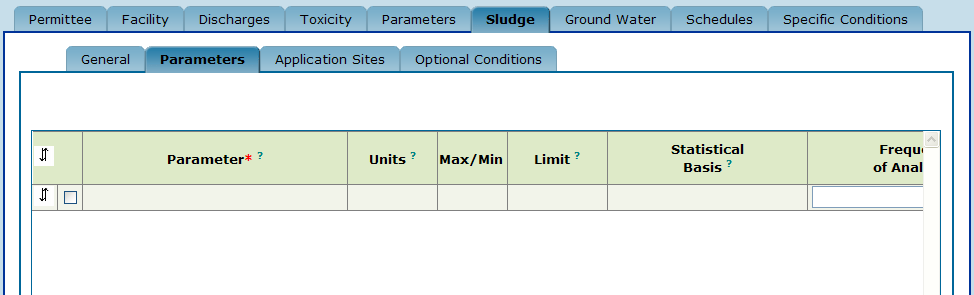 Permittee Facility Discharges Toxicity Parameters Sludge Ground Water Schedules Specific Conditions
General Parameters Application Sites Optional Conditions
Parameter* ? Units ? Max/Min Limit ? Statistical Basis ? Frequ of Anal